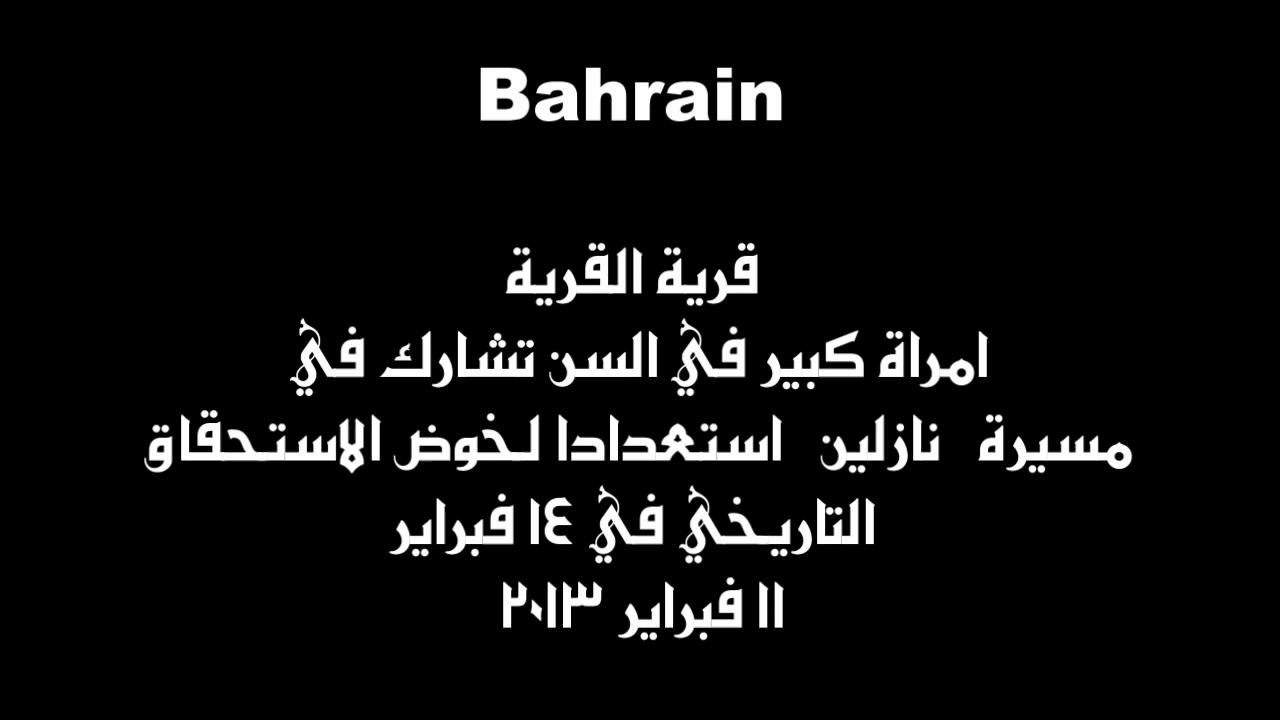 Bahrain
قرية القرية
امراة كبير في السن تشارك في
مسيرة نازلين استعدادا لخوض الاستحقاق
التاريخي في ١٤ فبراير
١١ فبراير ٢٠١٣